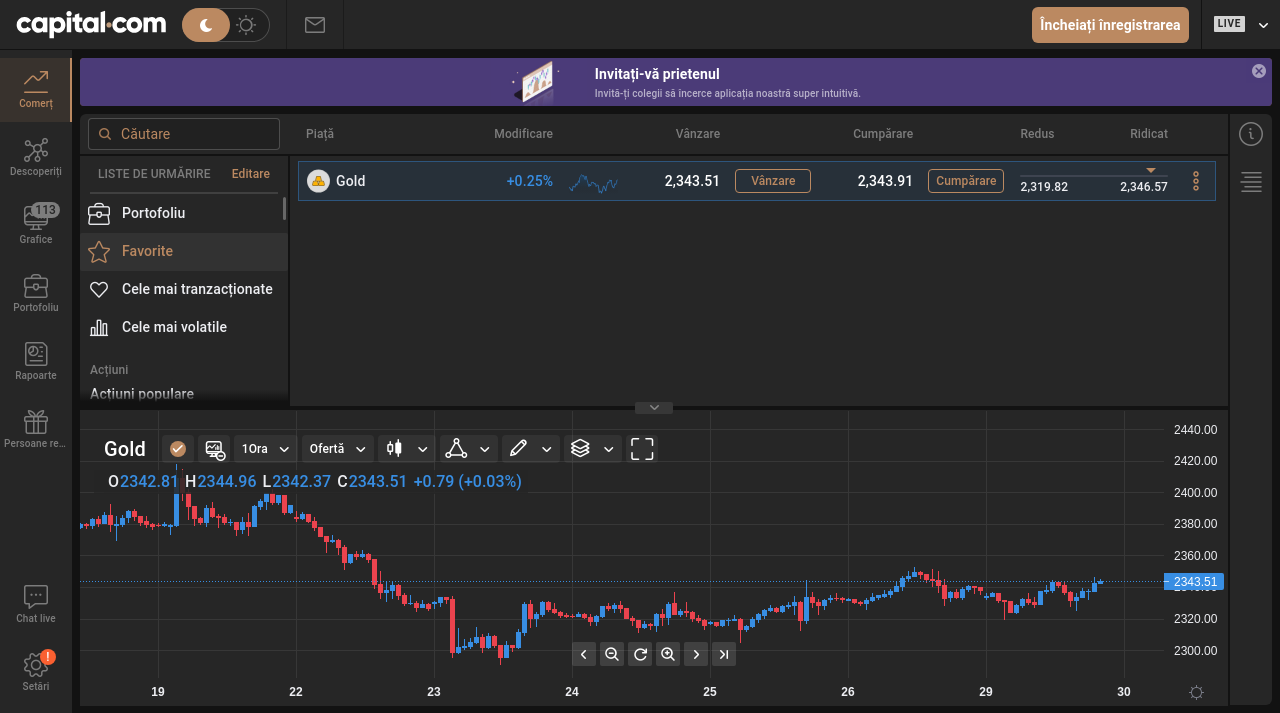 capital.com
Încheiați înregistrarea
LIVE
Comerț
Descoperiți
113
Grafice
Portofoliu
Rapoarte
Persoane re...
Chat live
!
Setări
Invitați-vă prietenul
Invită-ți colegii să încerce aplicația noastră super intuitivă.
Căutare
Piață Modificare Vânzare Cumpărare Redus Ridicat
LISTE DE URMĂRIRE Editare
Portofoliu
Favorite
Cele mai tranzacționate
Cele mai volatile
Acțiuni
Acțiuni populare
Gold +0.25% 2,343.51 Vânzare 2,343.91 Cumpărare 2,319.82 2,346.57
Gold 1Ora Ofertă
O2342.81 H2344.96 L2342.37 C2343.51 +0.79 (+0.03%)
2440.00
2420.00
2400.00
2380.00
2360.00
2343.51
2320.00
2300.00
19 22 23 24 25 26 29 30